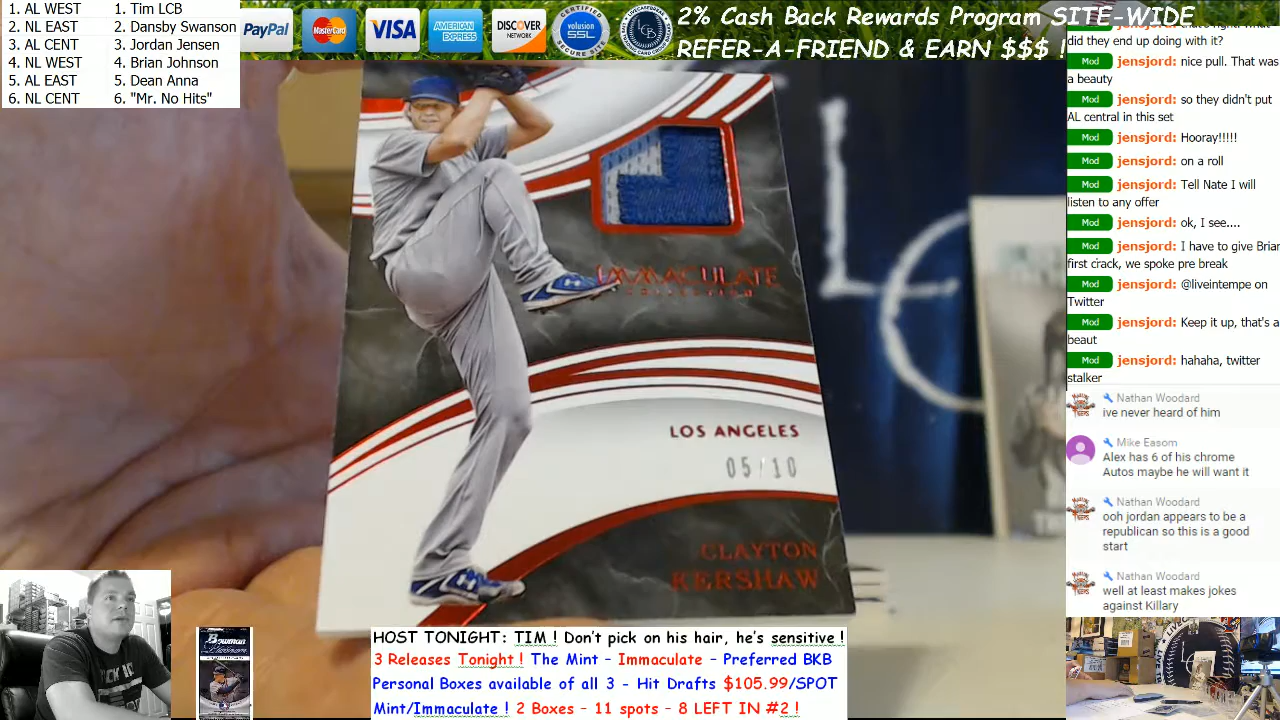 1. AL WEST 1. Tim LCB
2. NL EAST 2. Dansby Swanson
3. AL CENT 3. Jordan Jensen
4. NL WEST 4. Brian Johnson
5. AL EAST 5. Dean Anna
6. NL CENT 6. "Mr. No Hits"
PayPal
MasterCard
VISA
AMERICAN EXPRESS
DISCOVER NETWORK
CERTIFIED
volusion
SSL
SECURE SITE
LCB
2% Cash Back Rewards Program SITE-WIDE
REFER-A-FRIEND & EARN $$$ !
did they end up doing with it?
Mod jensjord: nice pull. That was
a beauty
Mod jensjord: so they didn't put
AL central in this set
Mod jensjord: Hooray!!!!!
Mod jensjord: on a roll
Mod jensjord: Tell Nate I will
listen to any offer
Mod jensjord: ok, I see....
Mod jensjord: I have to give Brian
first crack, we spoke pre break
Mod jensjord: @liveintempe on
Twitter
Mod jensjord: Keep it up, that's a
beaut
Mod jensjord: hahaha, twitter
stalker
Nathan Woodard
ive never heard of him
Mike Easom
Alex has 6 of his chrome
Autos maybe he will want it
Nathan Woodard
ooh jordan appears to be a
republican so this is a good
start
Nathan Woodard
well at least makes jokes
against Killary
IMMACULATE
COLLECTION
LOS ANGELES
05/10
CLAYTON
KERSHAW
LC
Bowman
Platinum
HOST TONIGHT: TIM ! Don't pick on his hair, he's sensitive !
3 Releases Tonight ! The Mint - Immaculate - Preferred BKB
Personal Boxes available of all 3 - Hit Drafts $105.99/SPOT
Mint/Immaculate ! 2 Boxes - 11 spots - 8 LEFT IN #2 !